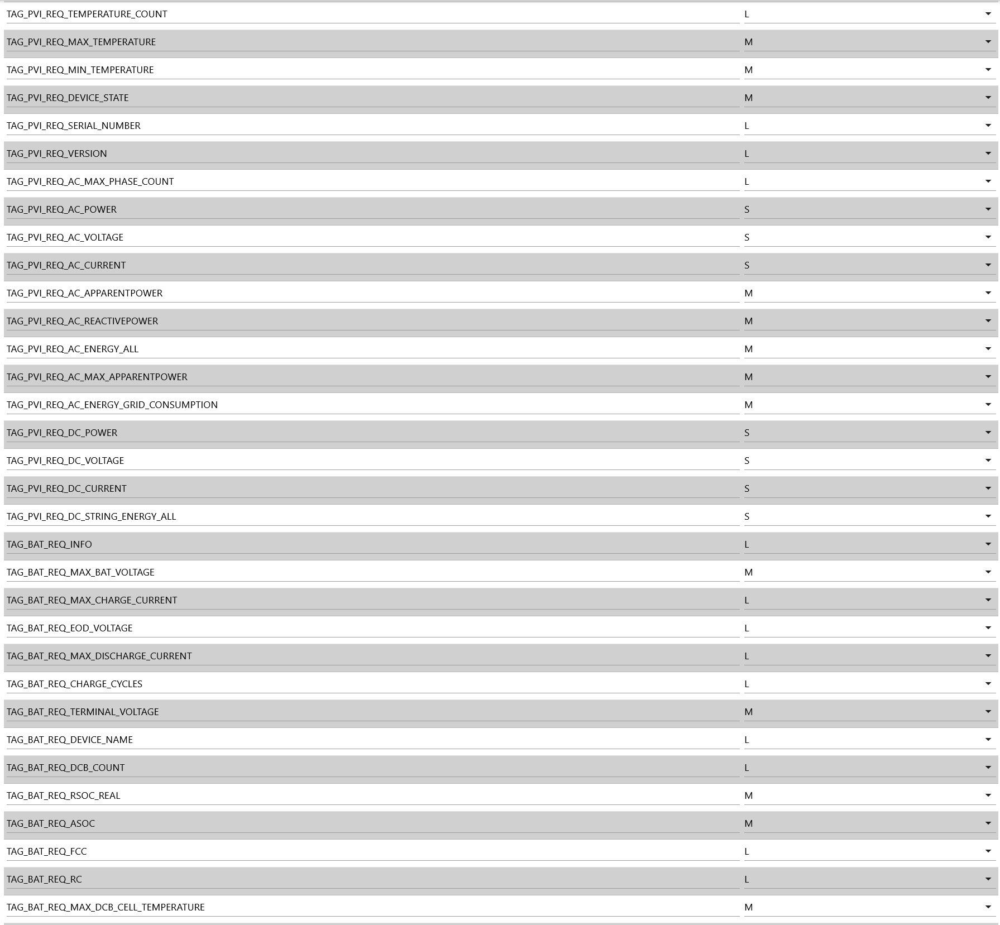 TAG_PVI_REQ_TEMPERATURE_COUNT L
TAG_PVI_REQ_MAX_TEMPERATURE M
TAG_PVI_REQ_MIN_TEMPERATURE M
TAG_PVI_REQ_DEVICE_STATE M
TAG_PVI_REQ_SERIAL_NUMBER L
TAG_PVI_REQ_VERSION L
TAG_PVI_REQ_AC_MAX_PHASE_COUNT L
TAG_PVI_REQ_AC_POWER S
TAG_PVI_REQ_AC_VOLTAGE S
TAG_PVI_REQ_AC_CURRENT S
TAG_PVI_REQ_AC_APPARENTPOWER M
TAG_PVI_REQ_AC_REACTIVEPOWER M
TAG_PVI_REQ_AC_ENERGY_ALL M
TAG_PVI_REQ_AC_MAX_APPARENTPOWER M
TAG_PVI_REQ_AC_ENERGY_GRID_CONSUMPTION M
TAG_PVI_REQ_DC_POWER S
TAG_PVI_REQ_DC_VOLTAGE S
TAG_PVI_REQ_DC_CURRENT S
TAG_PVI_REQ_DC_STRING_ENERGY_ALL S
TAG_BAT_REQ_INFO L
TAG_BAT_REQ_MAX_BAT_VOLTAGE M
TAG_BAT_REQ_MAX_CHARGE_CURRENT L
TAG_BAT_REQ_EOD_VOLTAGE L
TAG_BAT_REQ_MAX_DISCHARGE_CURRENT L
TAG_BAT_REQ_CHARGE_CYCLES L
TAG_BAT_REQ_TERMINAL_VOLTAGE M
TAG_BAT_REQ_DEVICE_NAME L
TAG_BAT_REQ_DCB_COUNT L
TAG_BAT_REQ_RSOC_REAL M
TAG_BAT_REQ_ASOC M
TAG_BAT_REQ_FCC L
TAG_BAT_REQ_RC L
TAG_BAT_REQ_MAX_DCB_CELL_TEMPERATURE M